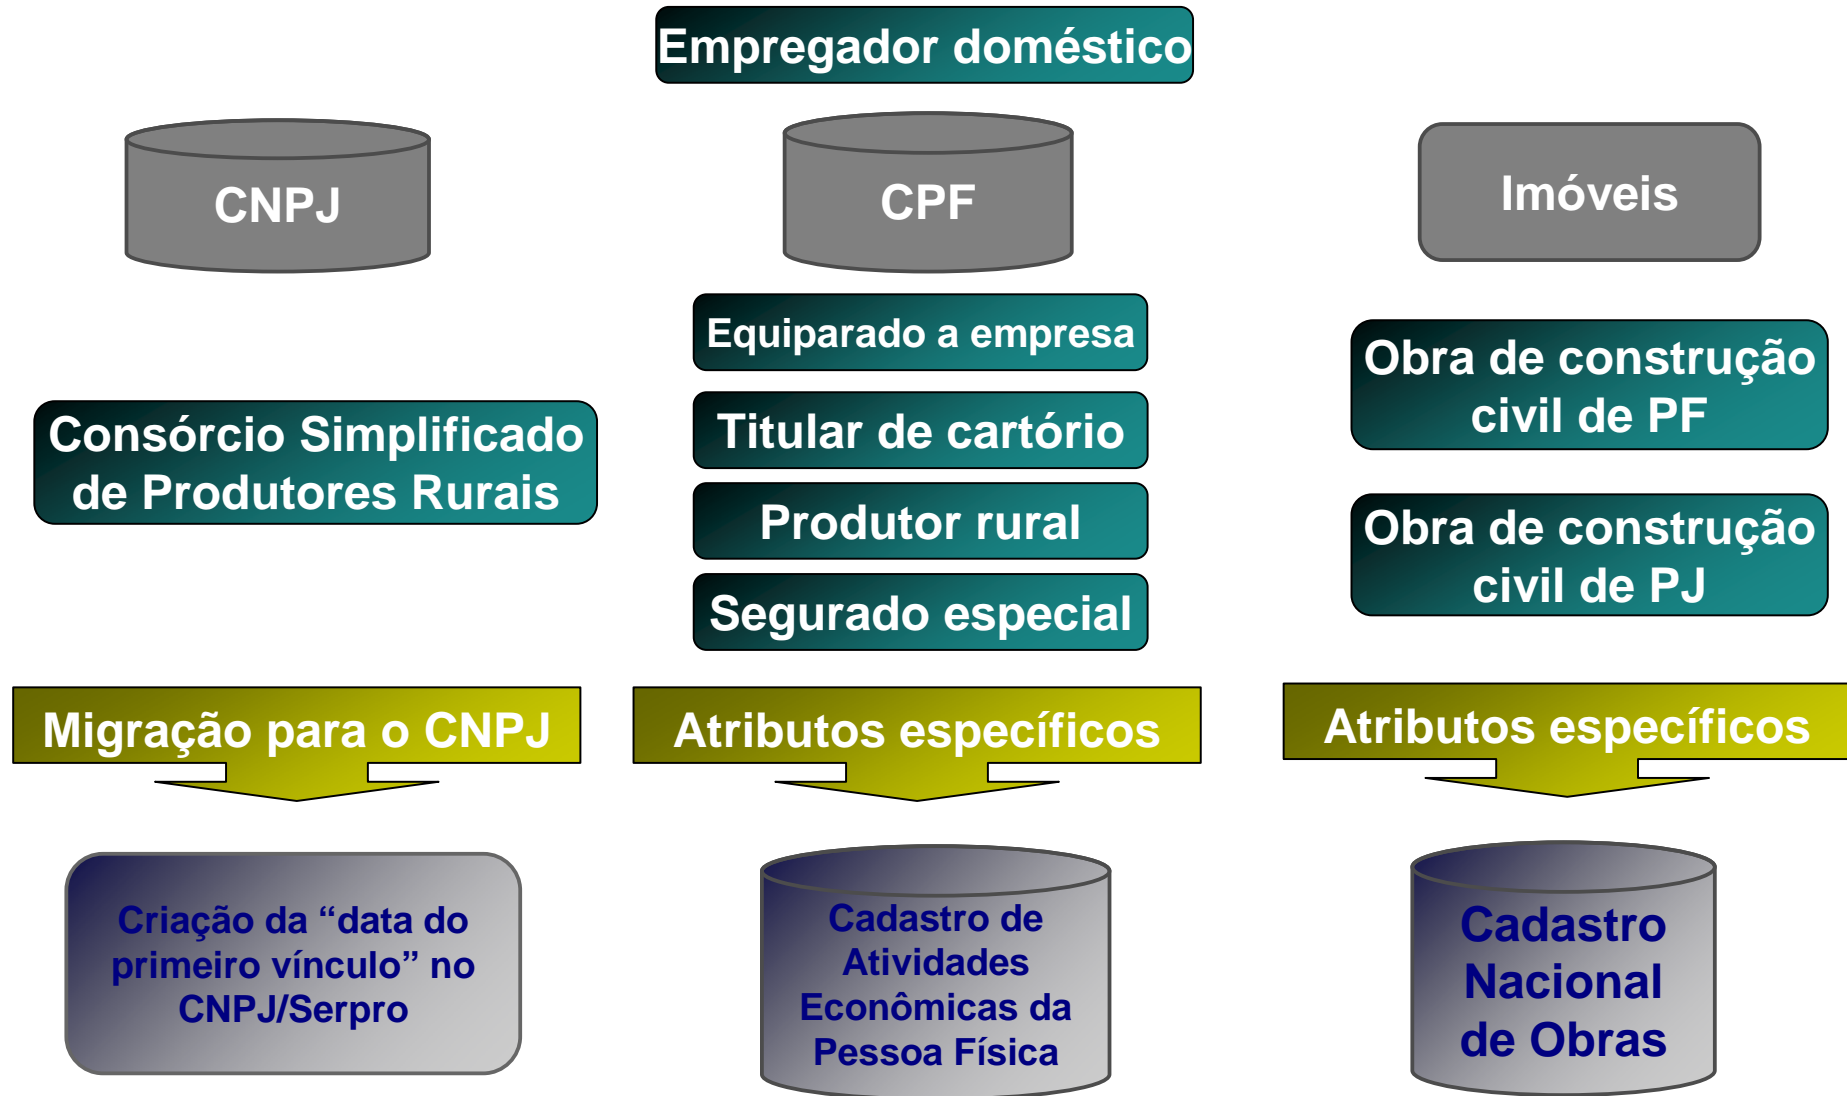 Empregador doméstico
CNPJ
CPF
Imóveis
Consórcio Simplificado
de Produtores Rurais
Equiparado a empresa
Titular de cartório
Produtor rural
Segurado especial
Obra de construção
civil de PF
Obra de construção
civil de PJ
Migração para o CNPJ
Atributos específicos
Atributos específicos
Criação da “data do
primeiro vínculo” no
CNPJ/Serpro
Cadastro de
Atividades
Econômicas da
Pessoa Física
Cadastro
Nacional
de Obras